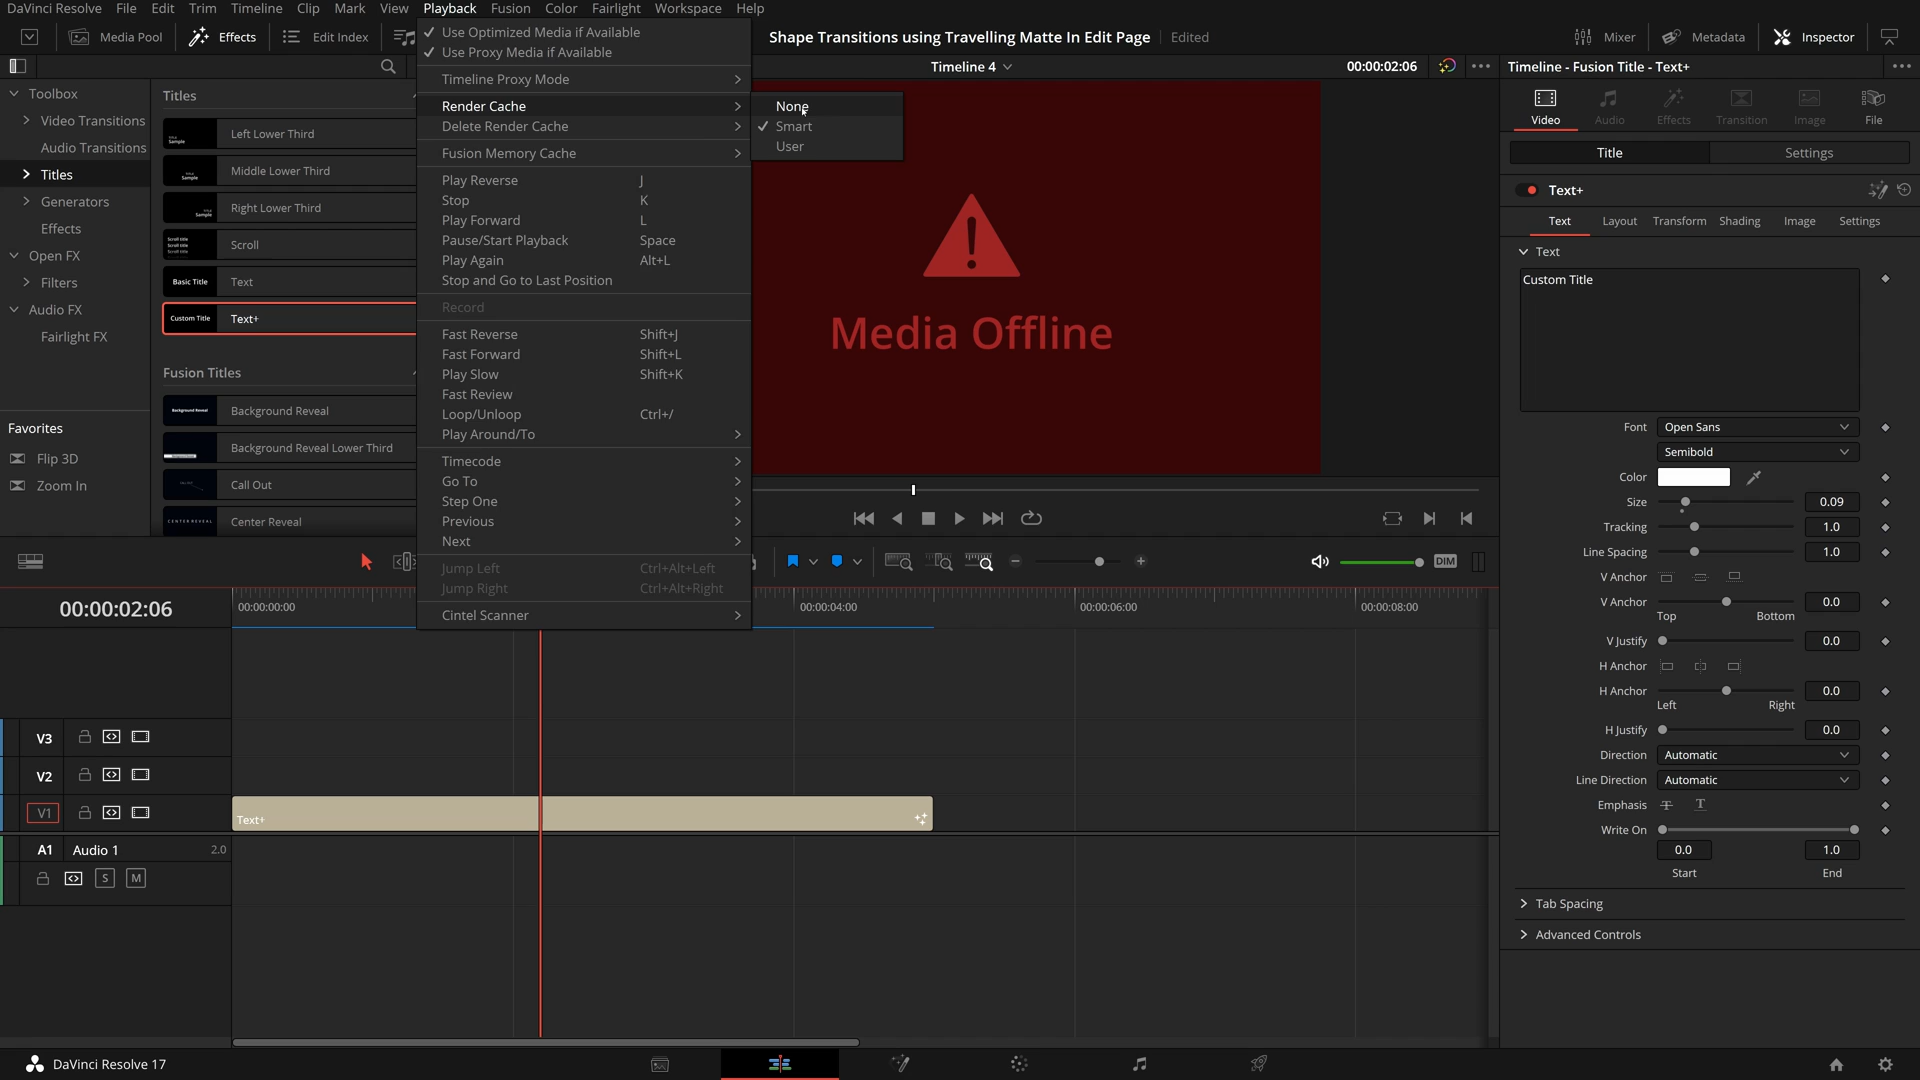 DaVinci Resolve File Edit Trim Timeline Clip Mark View Playback Fusion Color Fairlight Workspace Help
Media Pool Effects Edit Index
Shape Transitions using Travelling Matte In Edit Page Edited
Mixer Metadata Inspector
Timeline 4 00:00:02:06
Timeline - Fusion Title - Text+
Toolbox
Video Transitions
Audio Transitions
Titles
Generators
Effects
Open FX
Filters
Audio FX
Fairlight FX
Favorites
Flip 3D
Zoom In
Titles
Left Lower Third
Middle Lower Third
Right Lower Third
Scroll
Basic Title Text
Custom Title Text+
Fusion Titles
Background Reveal Background Reveal
Background Reveal Lower Third
Call Out
CENTER REVEAL Center Reveal
Use Optimized Media if Available
Use Proxy Media if Available
Timeline Proxy Mode
Render Cache
Delete Render Cache
Fusion Memory Cache
Play Reverse J
Stop K
Play Forward L
Pause/Start Playback Space
Play Again Alt+L
Stop and Go to Last Position
Record
Fast Reverse Shift+J
Fast Forward Shift+L
Play Slow Shift+K
Fast Review
Loop/Unloop Ctrl+/
Play Around/To
Timecode
Go To
Step One
Previous
Next
Jump Left Ctrl+Alt+Left
Jump Right Ctrl+Alt+Right
Cintel Scanner
None
Smart
User
Media Offline
Video Audio Effects Transition Image File
Title Settings
Text+
Text Layout Transform Shading Image Settings
Text
Custom Title
Font Open Sans
Semibold
Color
Size 0.09
Tracking 1.0
Line Spacing 1.0
V Anchor
V Anchor 0.0
Top Bottom
V Justify 0.0
H Anchor
H Anchor 0.0
Left Right
H Justify 0.0
Direction Automatic
Line Direction Automatic
Emphasis T T
Write On
0.0 1.0
Start End
Tab Spacing
Advanced Controls
DIM
00:00:02:06
00:00:00:00 00:00:04:00 00:00:06:00 00:00:08:00
V3
V2
V1
Text+
A1 Audio 1 2.0
S M
DaVinci Resolve 17